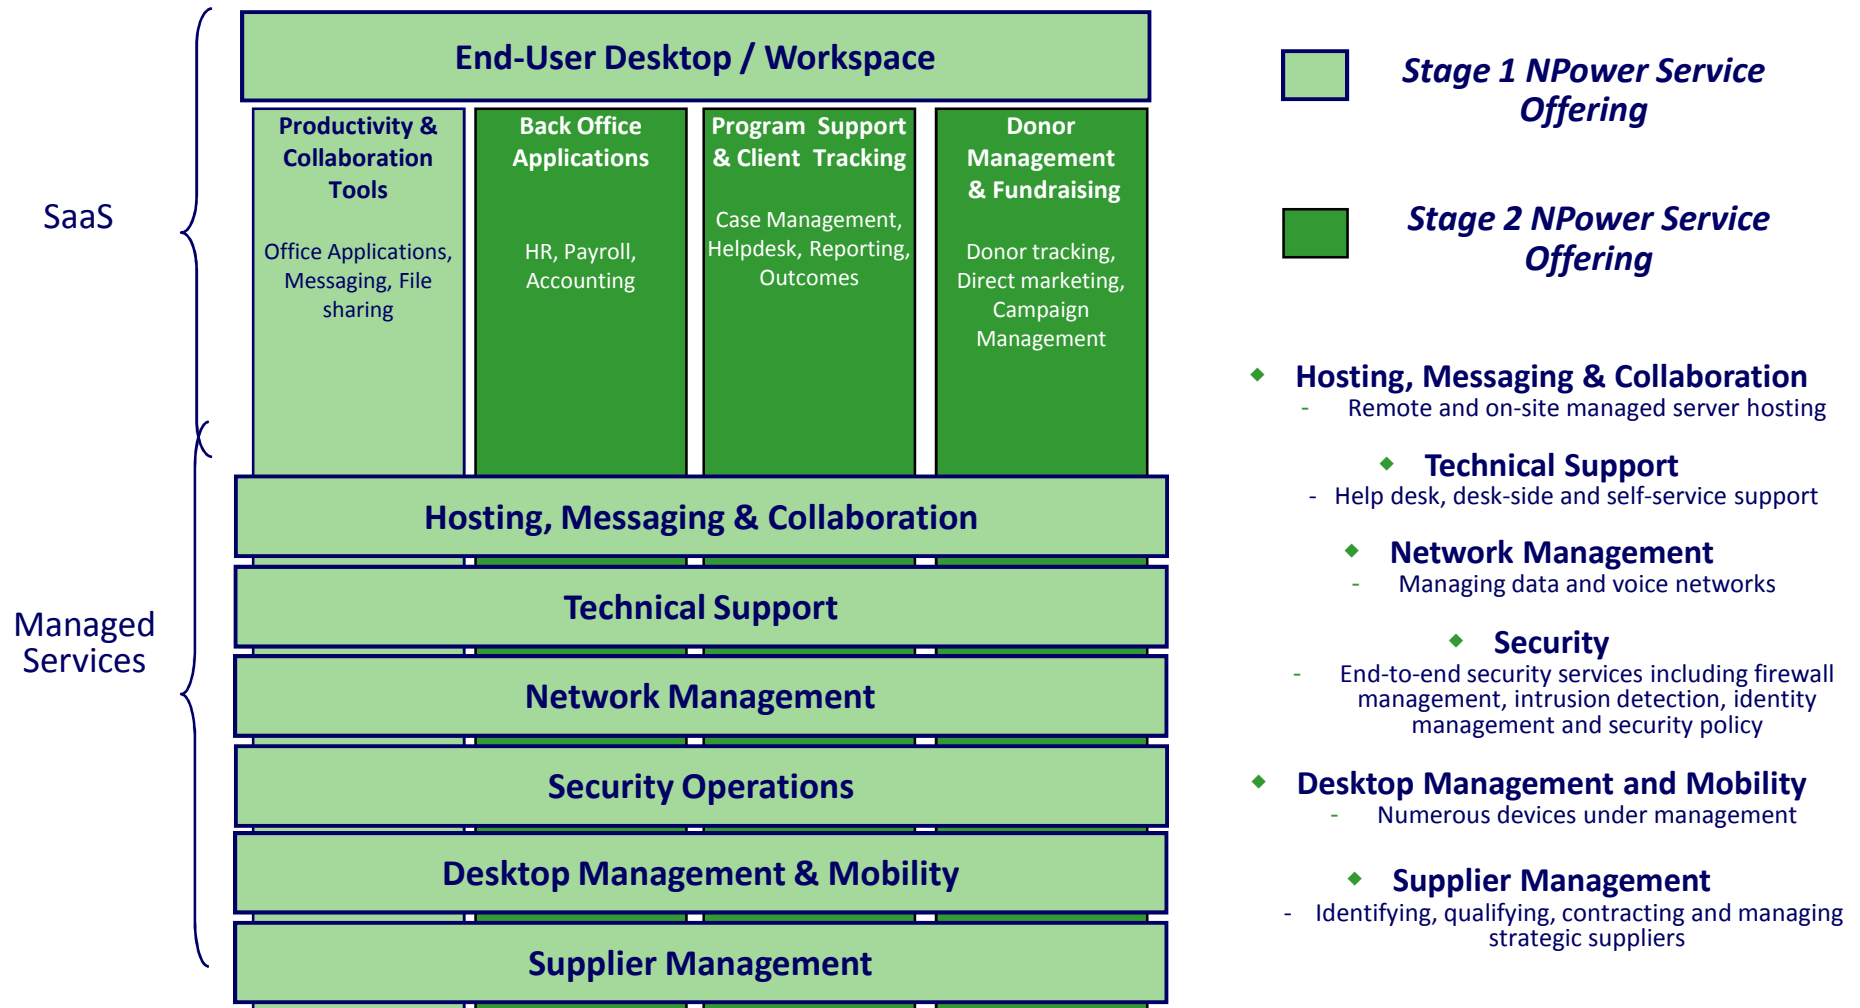 End-User Desktop / Workspace
SaaS
Productivity &
Collaboration
Tools
Office Applications,
Messaging, File
sharing
Back Office
Applications
HR, Payroll,
Accounting
Program Support
& Client Tracking
Case Management,
Helpdesk, Reporting,
Outcomes
Donor
Management
& Fundraising
Donor tracking,
Direct marketing,
Campaign
Management
Managed
Services
Hosting, Messaging & Collaboration
Technical Support
Network Management
Security Operations
Desktop Management & Mobility
Supplier Management
Stage 1 NPower Service
Offering
Stage 2 NPower Service
Offering
Hosting, Messaging & Collaboration
- Remote and on-site managed server hosting
Technical Support
- Help desk, desk-side and self-service support
Network Management
- Managing data and voice networks
Security
- End-to-end security services including firewall
management, intrusion detection, identity
management and security policy
Desktop Management and Mobility
- Numerous devices under management
Supplier Management
- Identifying, qualifying, contracting and managing
strategic suppliers